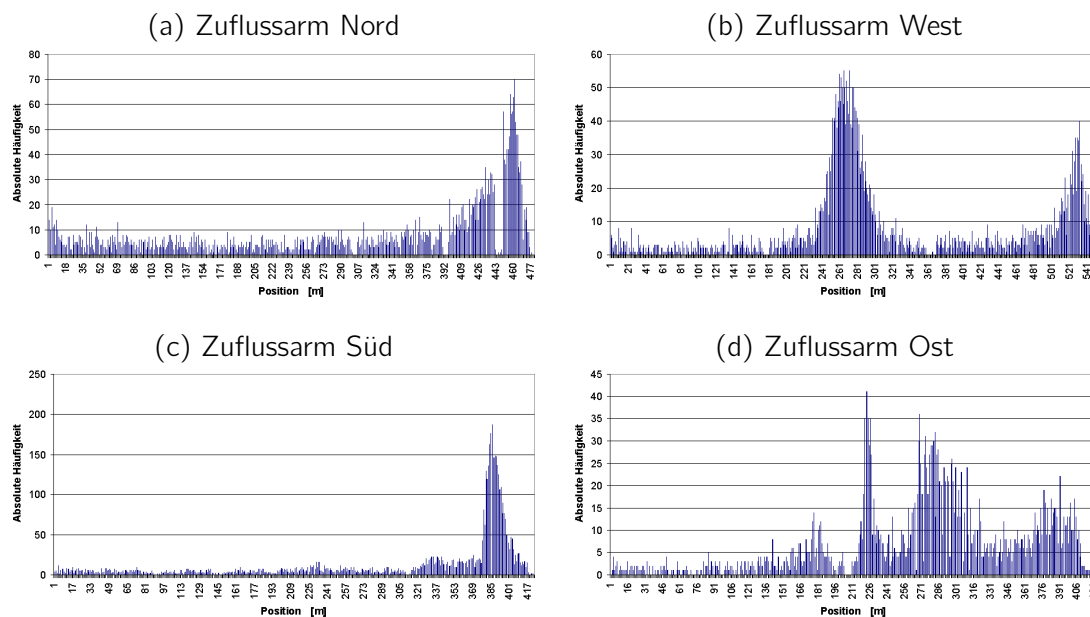 (a) Zuflussarm Nord
80
70
60
50
40
30
20
10
0
Absolute Häufigkeit
1 18 35 52 69 86 103 120 137 154 171 188 205 222 239 256 273 290 307 324 341 358 375 392 409 426 443 460 477
Position [m]
(b) Zuflussarm West
60
50
40
30
20
10
0
Absolute Häufigkeit
1 21 41 61 81 101 121 141 161 181 201 221 241 261 281 301 321 341 361 381 401 421 441 461 481 501 521 541
Position [m]
(c) Zuflussarm Süd
250
200
150
100
50
0
Absolute Häufigkeit
1 17 33 49 65 81 97 113 129 145 161 177 193 209 225 241 257 273 289 305 321 337 353 369 385 401 417
Position [m]
(d) Zuflussarm Ost
45
40
35
30
25
20
15
10
5
0
Absolute Häufigkeit
1 16 31 46 61 76 91 106 121 136 151 166 181 196 211 226 241 256 271 286 301 316 331 346 361 376 391 406
Position [m]